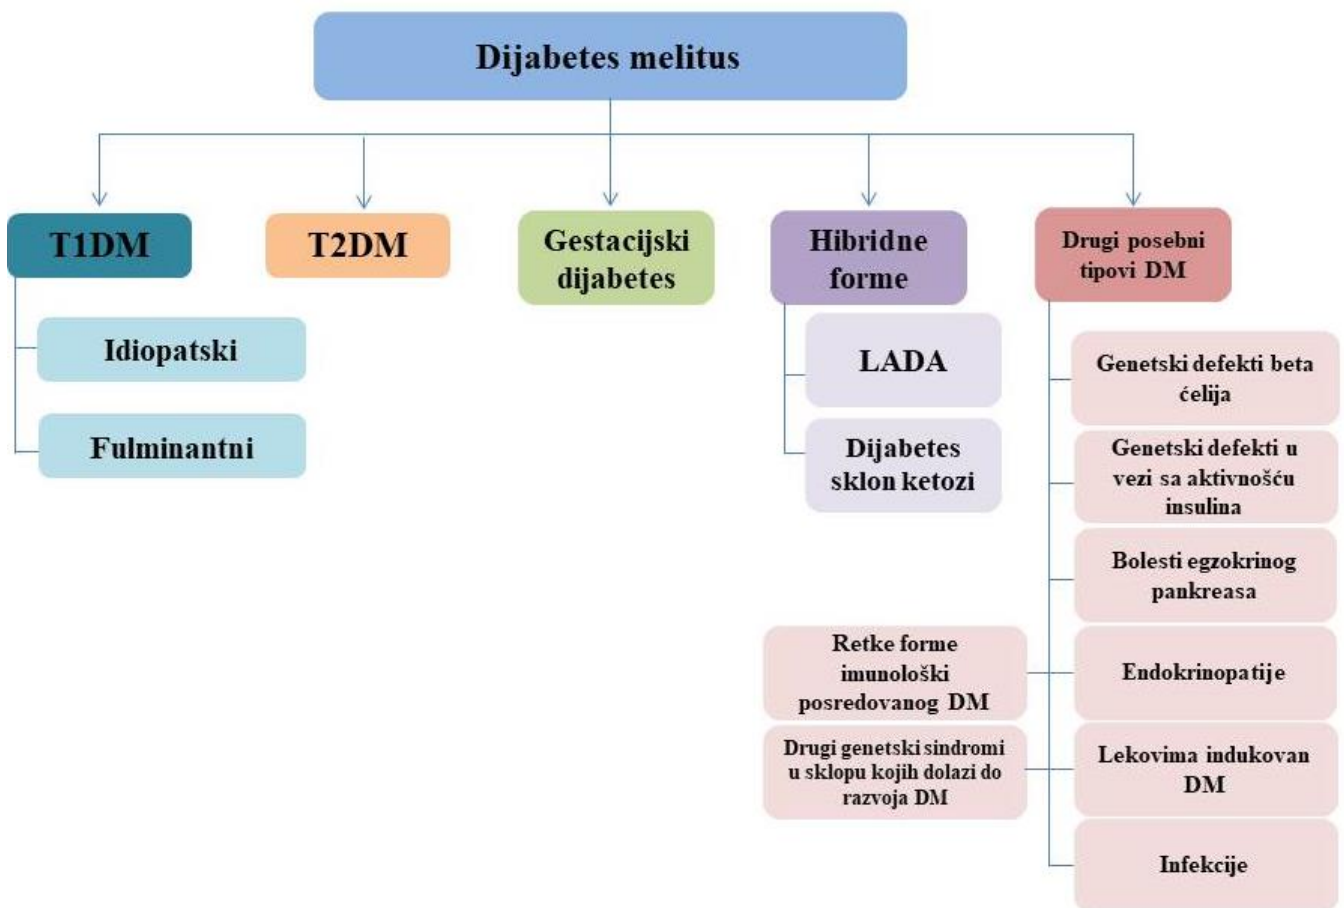 Dijabetes melitus
T1DM
T2DM
Gestacijski
dijabetes
Hibridne
forme
Drugi posebni
tipovi DM
Idiopatski
Fulminantni
LADA
Dijabetes
sklon ketozi
Genetski defekti beta
ćelija
Genetski defekti u
vezi sa aktivnošću
insulina
Bolesti egzokrinog
pankreasa
Retke forme
imunološki
posredovanog DM
Endokrinopatije
Drugi genetski sindromi
u sklopu kojih dolazi do
razvoja DM
Lekovima indukovan
DM
Infekcije